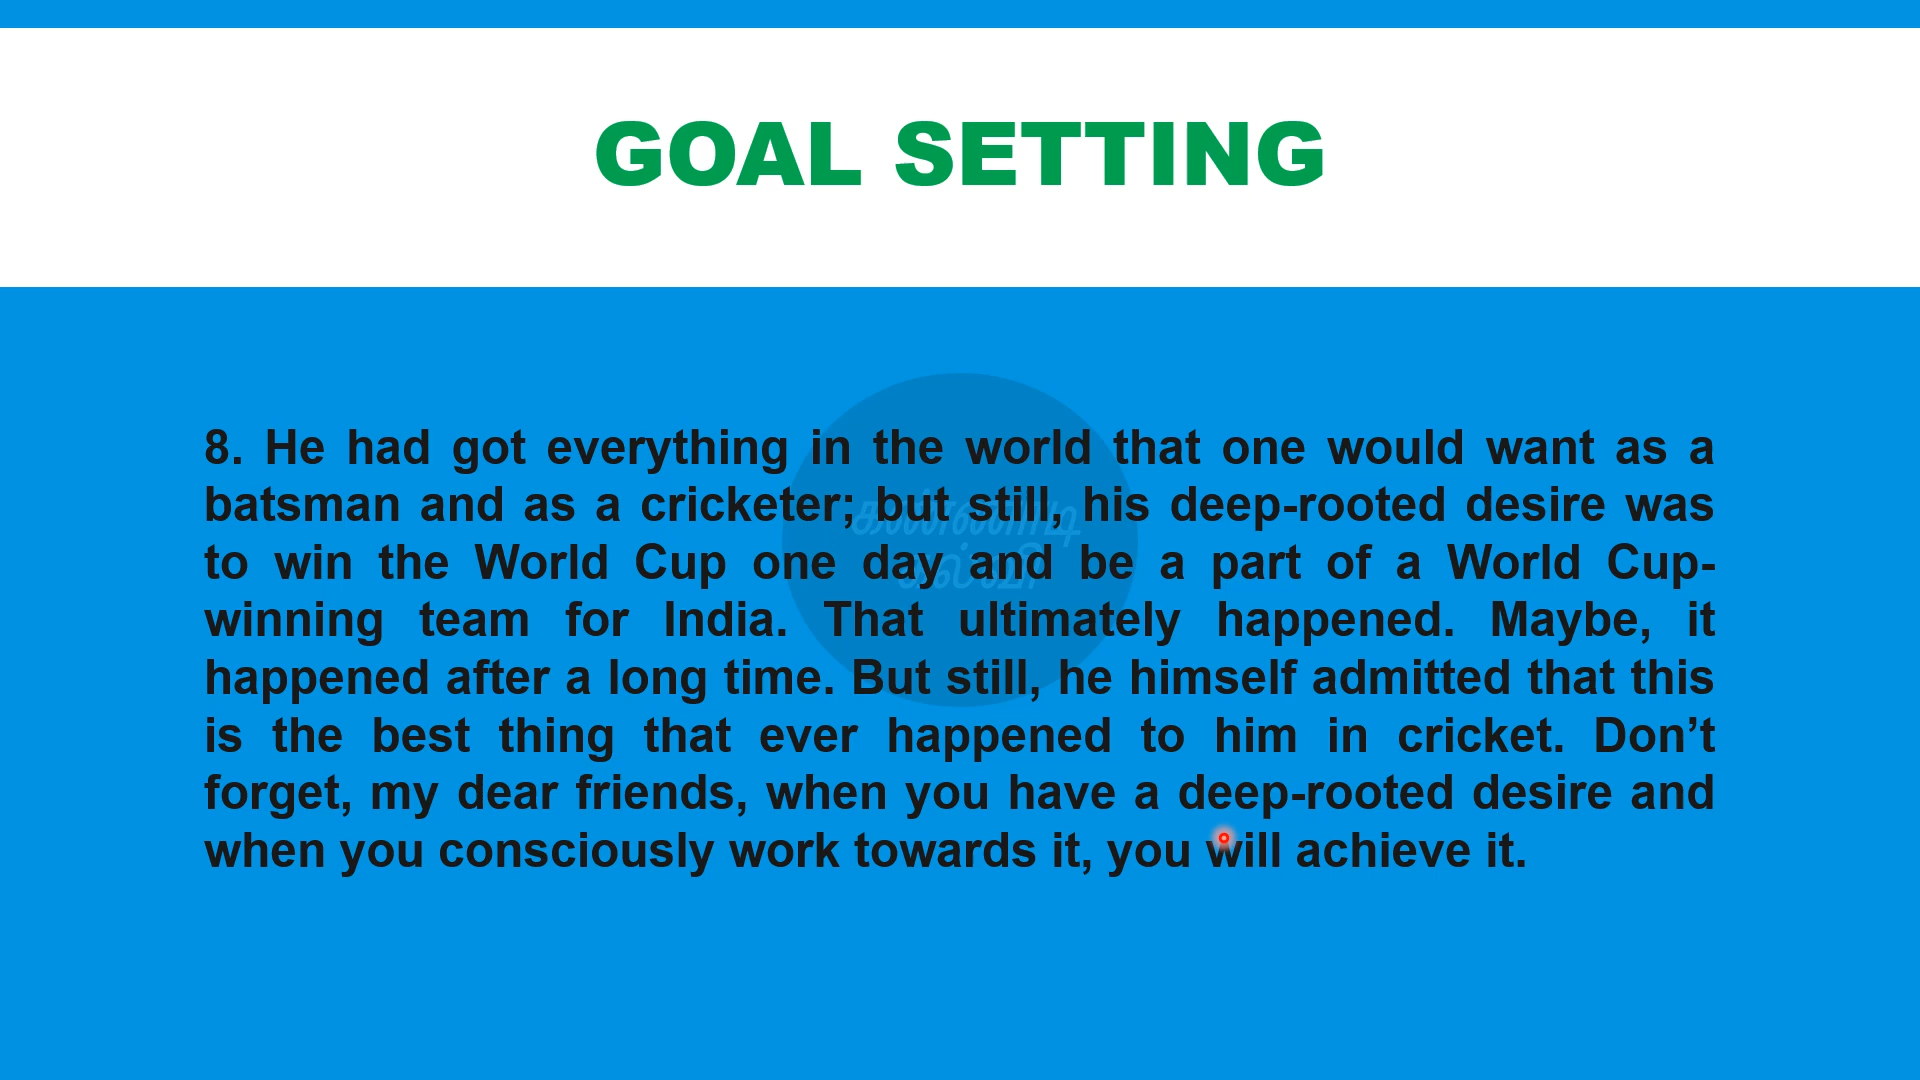 GOAL SETTING
8. He had got everything in the world that one would want as a
batsman and as a cricketer; but still, his deep-rooted desire was
to win the World Cup one day and be a part of a World Cup-
winning team for India. That ultimately happened. Maybe, it
happened after a long time. But still, he himself admitted that this
is the best thing that ever happened to him in cricket. Don’t
forget, my dear friends, when you have a deep-rooted desire and
when you consciously work towards it, you will achieve it.